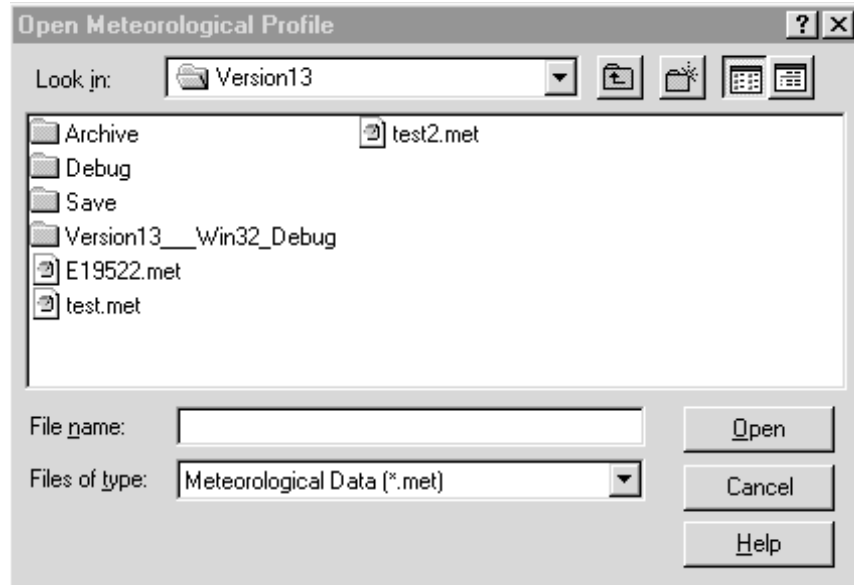 Open Meteorological Profile
Look in: Version13
Archive
Debug
Save
Version13___Win32_Debug
E19522.met
test.met
test2.met
File name:
Open
Files of type: Meteorological Data (*.met)
Cancel
Help